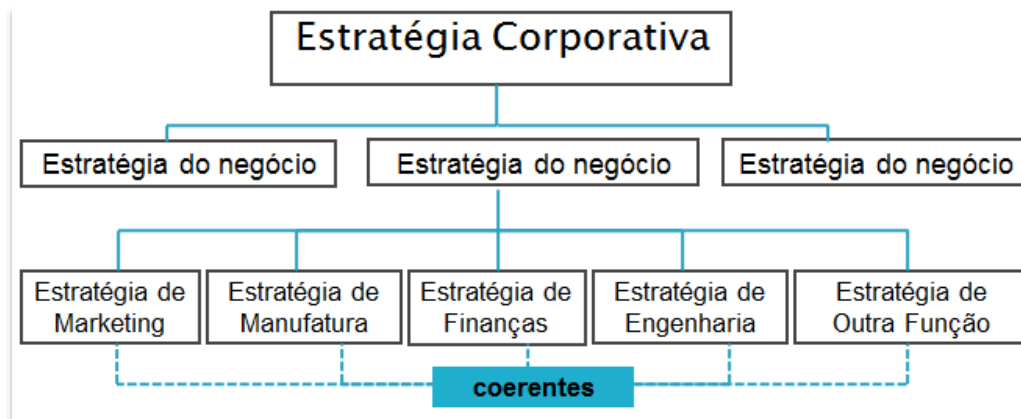 Estratégia Corporativa
Estratégia do negócio
Estratégia do negócio
Estratégia do negócio
Estratégia de
Marketing
Estratégia de
Manufatura
Estratégia de
Finanças
Estratégia de
Engenharia
Estratégia de
Outra Função
coerentes